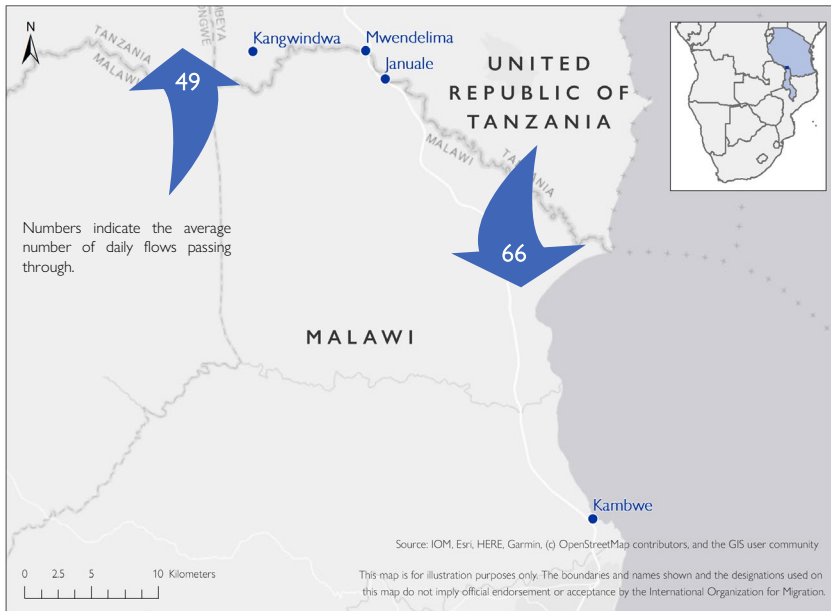 N
TANZANIA
MALAWI
MBEYA
SONGWE
49
Kangwindwa
Mwendelima
Januale
UNITED
REPUBLIC OF
TANZANIA
MALAWI
TANZANIA
Numbers indicate the average
number of daily flows passing
through.
66
MALAWI
Kambwe
Source: IOM, Esri, HERE, Garmin, (c) OpenStreetMap contributors, and the GIS user community
0 2.5 5 10 Kilometers
This map is for illustration purposes only. The boundaries and names shown and the designations used on
this map do not imply official endorsement or acceptance by the International Organization for Migration.